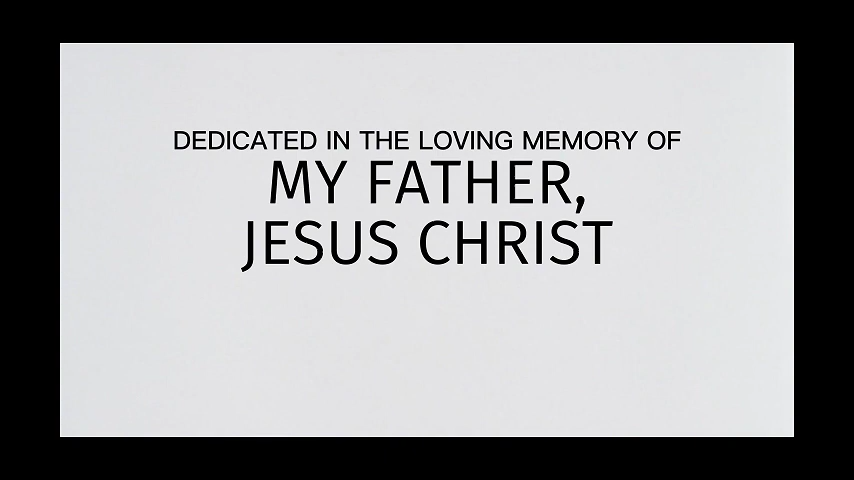 DEDICATED IN THE LOVING MEMORY OF
MY FATHER,
JESUS CHRIST